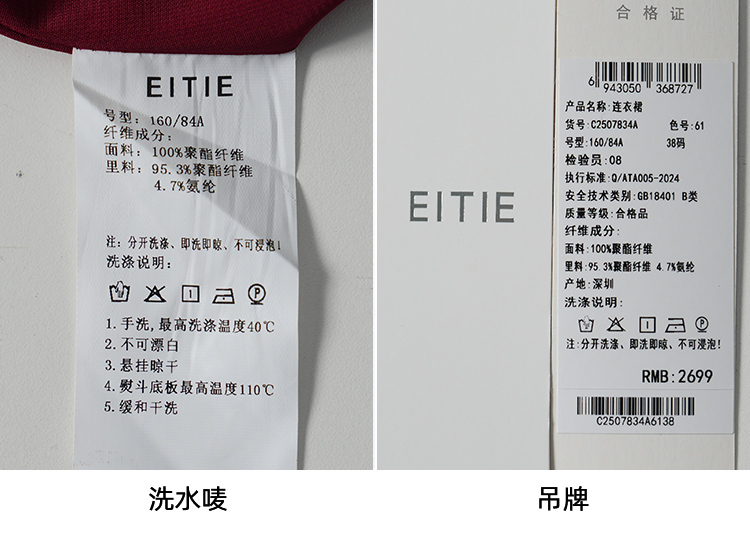 EITIE
号型: 160/84A
纤维成分:
面料: 100%聚酯纤维
里料: 95.3%聚酯纤维
4.7%氨纶
注: 分开洗涤、即洗即晾、不可浸泡!
洗涤说明:
1. 手洗,最高洗涤温度40℃
2. 不可漂白
3. 悬挂晾干
4. 熨斗底板最高温度110℃
5. 缓和干洗
洗水唛
EITIE
合格证
6 943050 368727
产品名称:连衣裙
货号:C2507834A 色号:61
号型:160/84A 38码
检验员:08
执行标准:Q/ATA005-2024
安全技术类别:GB18401 B类
质量等级:合格品
纤维成分:
面料:100%聚酯纤维
里料:95.3%聚酯纤维 4.7%氨纶
产地:深圳
洗涤说明:
注:分开洗涤、即洗即晾、不可浸泡!
RMB:2699
C2507834A6138
吊牌